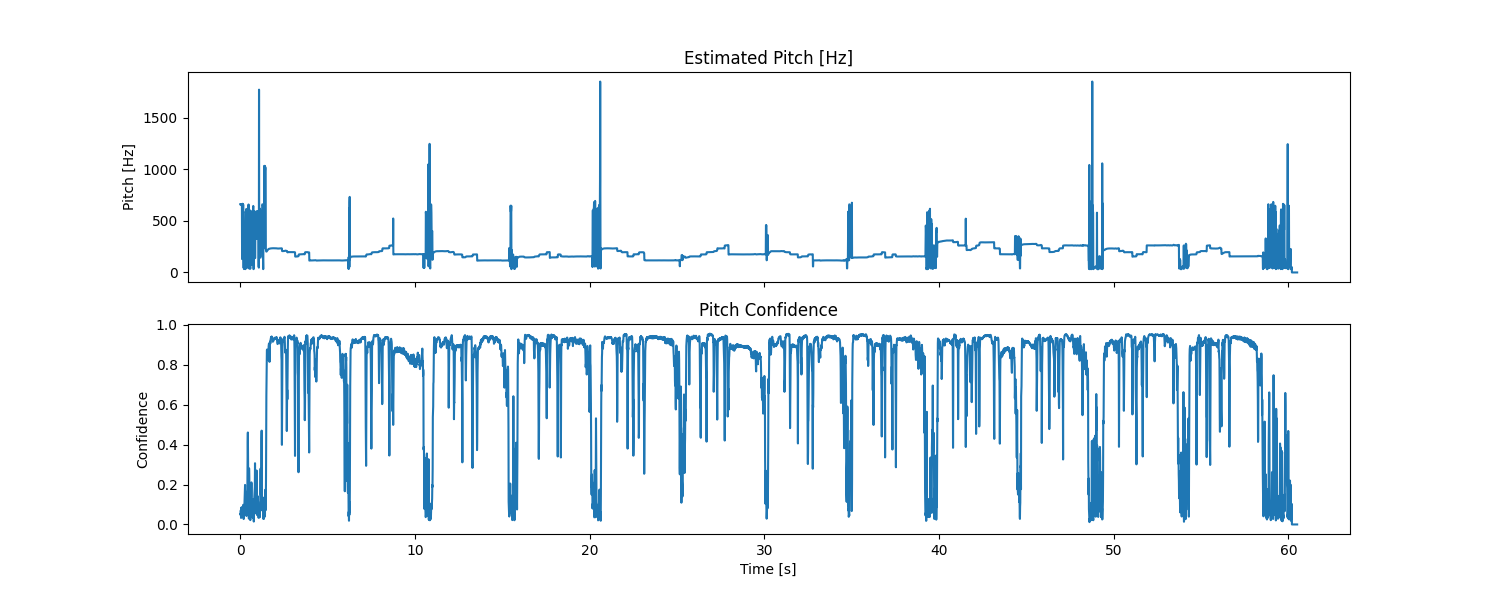 Estimated Pitch [Hz]
Pitch [Hz]
1500
1000
500
0
Pitch Confidence
Confidence
1.0
0.8
0.6
0.4
0.2
0.0
0 10 20 30 40 50 60
Time [s]